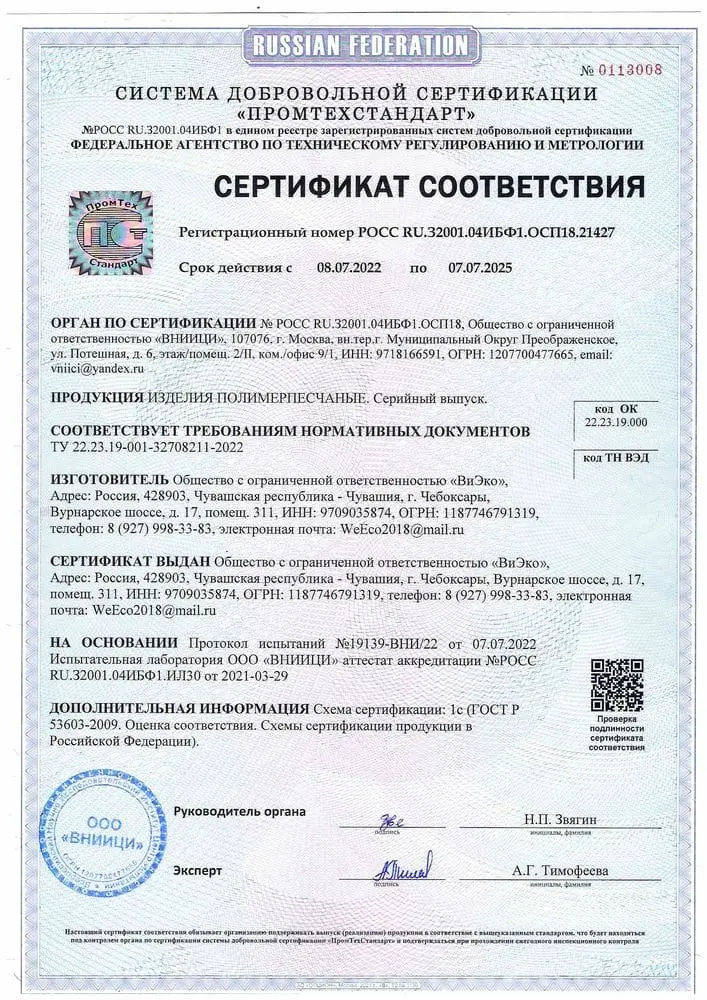 RUSSIAN FEDERATION
№ 0113008
СИСТЕМА ДОБРОВОЛЬНОЙ СЕРТИФИКАЦИИ
«ПРОМТЕХСТАНДАРТ»
№РОСС RU.32001.04ИБФ1 в едином реестре зарегистрированных систем добровольной сертификации
ФЕДЕРАЛЬНОЕ АГЕНТСТВО ПО ТЕХНИЧЕСКОМУ РЕГУЛИРОВАНИЮ И МЕТРОЛОГИИ
СЕРТИФИКАТ СООТВЕТСТВИЯ
ПромТех
ПСТ
Стандарт
Регистрационный номер РОСС RU.32001.04ИБФ1.ОСП18.21427
Срок действия с 08.07.2022 по 07.07.2025
ОРГАН ПО СЕРТИФИКАЦИИ № РОСС RU.32001.04ИБФ1.ОСП18, Общество с ограниченной
ответственностью «ВНИИЦИ», 107076, г. Москва, вн.тер.г. Муниципальный Округ Преображенское,
ул. Потешная, д. 6, этаж/помещ. 2/II, ком./офис 9/1, ИНН: 9718166591, ОГРН: 1207700477665, email:
vniici@yandex.ru
ПРОДУКЦИЯ ИЗДЕЛИЯ ПОЛИМЕРПЕСЧАНЫЕ. Серийный выпуск.
код ОК
22.23.19.000
СООТВЕТСТВУЕТ ТРЕБОВАНИЯМ НОРМАТИВНЫХ ДОКУМЕНТОВ
ТУ 22.23.19-001-32708211-2022
код ТН ВЭД
ИЗГОТОВИТЕЛЬ Общество с ограниченной ответственностью «ВиЭко»,
Адрес: Россия, 428903, Чувашская республика - Чувашия, г. Чебоксары,
Вурнарское шоссе, д. 17, помещ. 311, ИНН: 9709035874, ОГРН: 1187746791319,
телефон: 8 (927) 998-33-83, электронная почта: WeEco2018@mail.ru
СЕРТИФИКАТ ВЫДАН Общество с ограниченной ответственностью «ВиЭко»,
Адрес: Россия, 428903, Чувашская республика - Чувашия, г. Чебоксары, Вурнарское шоссе, д. 17,
помещ. 311, ИНН: 9709035874, ОГРН: 1187746791319, телефон: 8 (927) 998-33-83, электронная
почта: WeEco2018@mail.ru
НА ОСНОВАНИИ Протокол испытаний №19139-ВНИ/22 от 07.07.2022
Испытательная лаборатория ООО «ВНИИЦИ» аттестат аккредитации №РОСС
RU.32001.04ИБФ1.ИЛ30 от 2021-03-29
ДОПОЛНИТЕЛЬНАЯ ИНФОРМАЦИЯ Схема сертификации: 1с (ГОСТ Р
53603-2009. Оценка соответствия. Схемы сертификации продукции в
Российской Федерации).
Проверка
подлинности
сертификата
соответствия
ООО
«ВНИИЦИ»
Руководитель органа
подпись
Н.П. Звягин
инициалы, фамилия
Эксперт
подпись
А.Г. Тимофеева
инициалы, фамилия
Настоящий сертификат соответствия обязывает организацию поддерживать выпуск (реализацию) продукции в соответствие с вышеуказанным стандартом, что будет находиться
под контролем органа по сертификации системы добровольной сертификации «ПромТехСтандарт» и подтверждаться при прохождении ежегодного инспекционного контроля